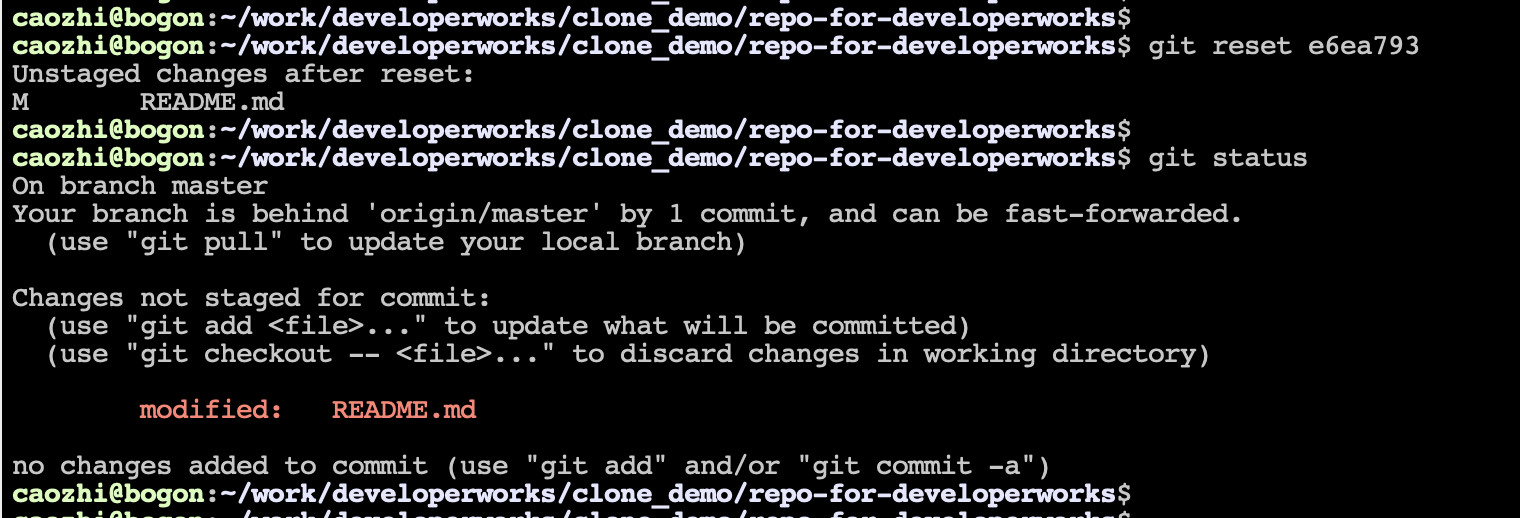 caozhi@bogon:~/work/developerworks/clone_demo/repo-for-developerworks$
caozhi@bogon:~/work/developerworks/clone_demo/repo-for-developerworks$ git reset e6ea793
Unstaged changes after reset:
M       README.md
caozhi@bogon:~/work/developerworks/clone_demo/repo-for-developerworks$
caozhi@bogon:~/work/developerworks/clone_demo/repo-for-developerworks$ git status
On branch master
Your branch is behind 'origin/master' by 1 commit, and can be fast-forwarded.
  (use "git pull" to update your local branch)
Changes not staged for commit:
  (use "git add <file>..." to update what will be committed)
  (use "git checkout -- <file>..." to discard changes in working directory)
        modified:   README.md
no changes added to commit (use "git add" and/or "git commit -a")
caozhi@bogon:~/work/developerworks/clone_demo/repo-for-developerworks$